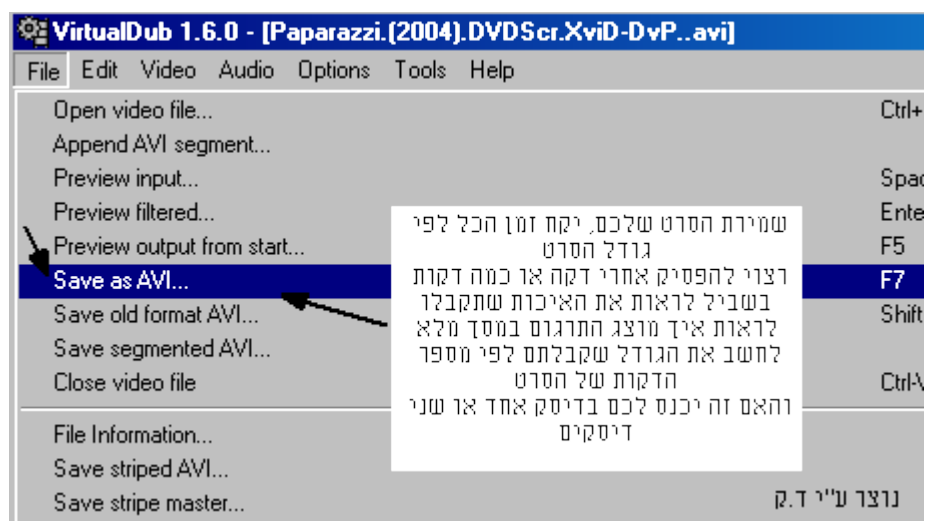 VirtualDub 1.6.0 - [Paparazzi.(2004).DVDScr.XviD-DvP..avi]
File Edit Video Audio Options Tools Help
Open video file... Ctrl+
Append AVI segment...
Preview input... Spac
Preview filtered... Ente
Preview output from start... F5
Save as AVI... F7
Save old format AVI... Shift
Save segmented AVI...
Close video file Ctrl-W
File Information...
Save striped AVI...
Save stripe master...
שמירת הסרט שלכם, יקח זמן הכל לפי
גודל הסרט
רצוי להפסיק אחרי דקה או כמה דקות
בשביל לראות את האיכות שתקבלו
לראות איך מוצג התרגום במסך מלא
לחשב את הגודל שקבלתם לפי מספר
הדקות של הסרט
והאם זה יכנס לכם בדיסק אחד או שני
דיסקים
נוצר ע"י ד.ק